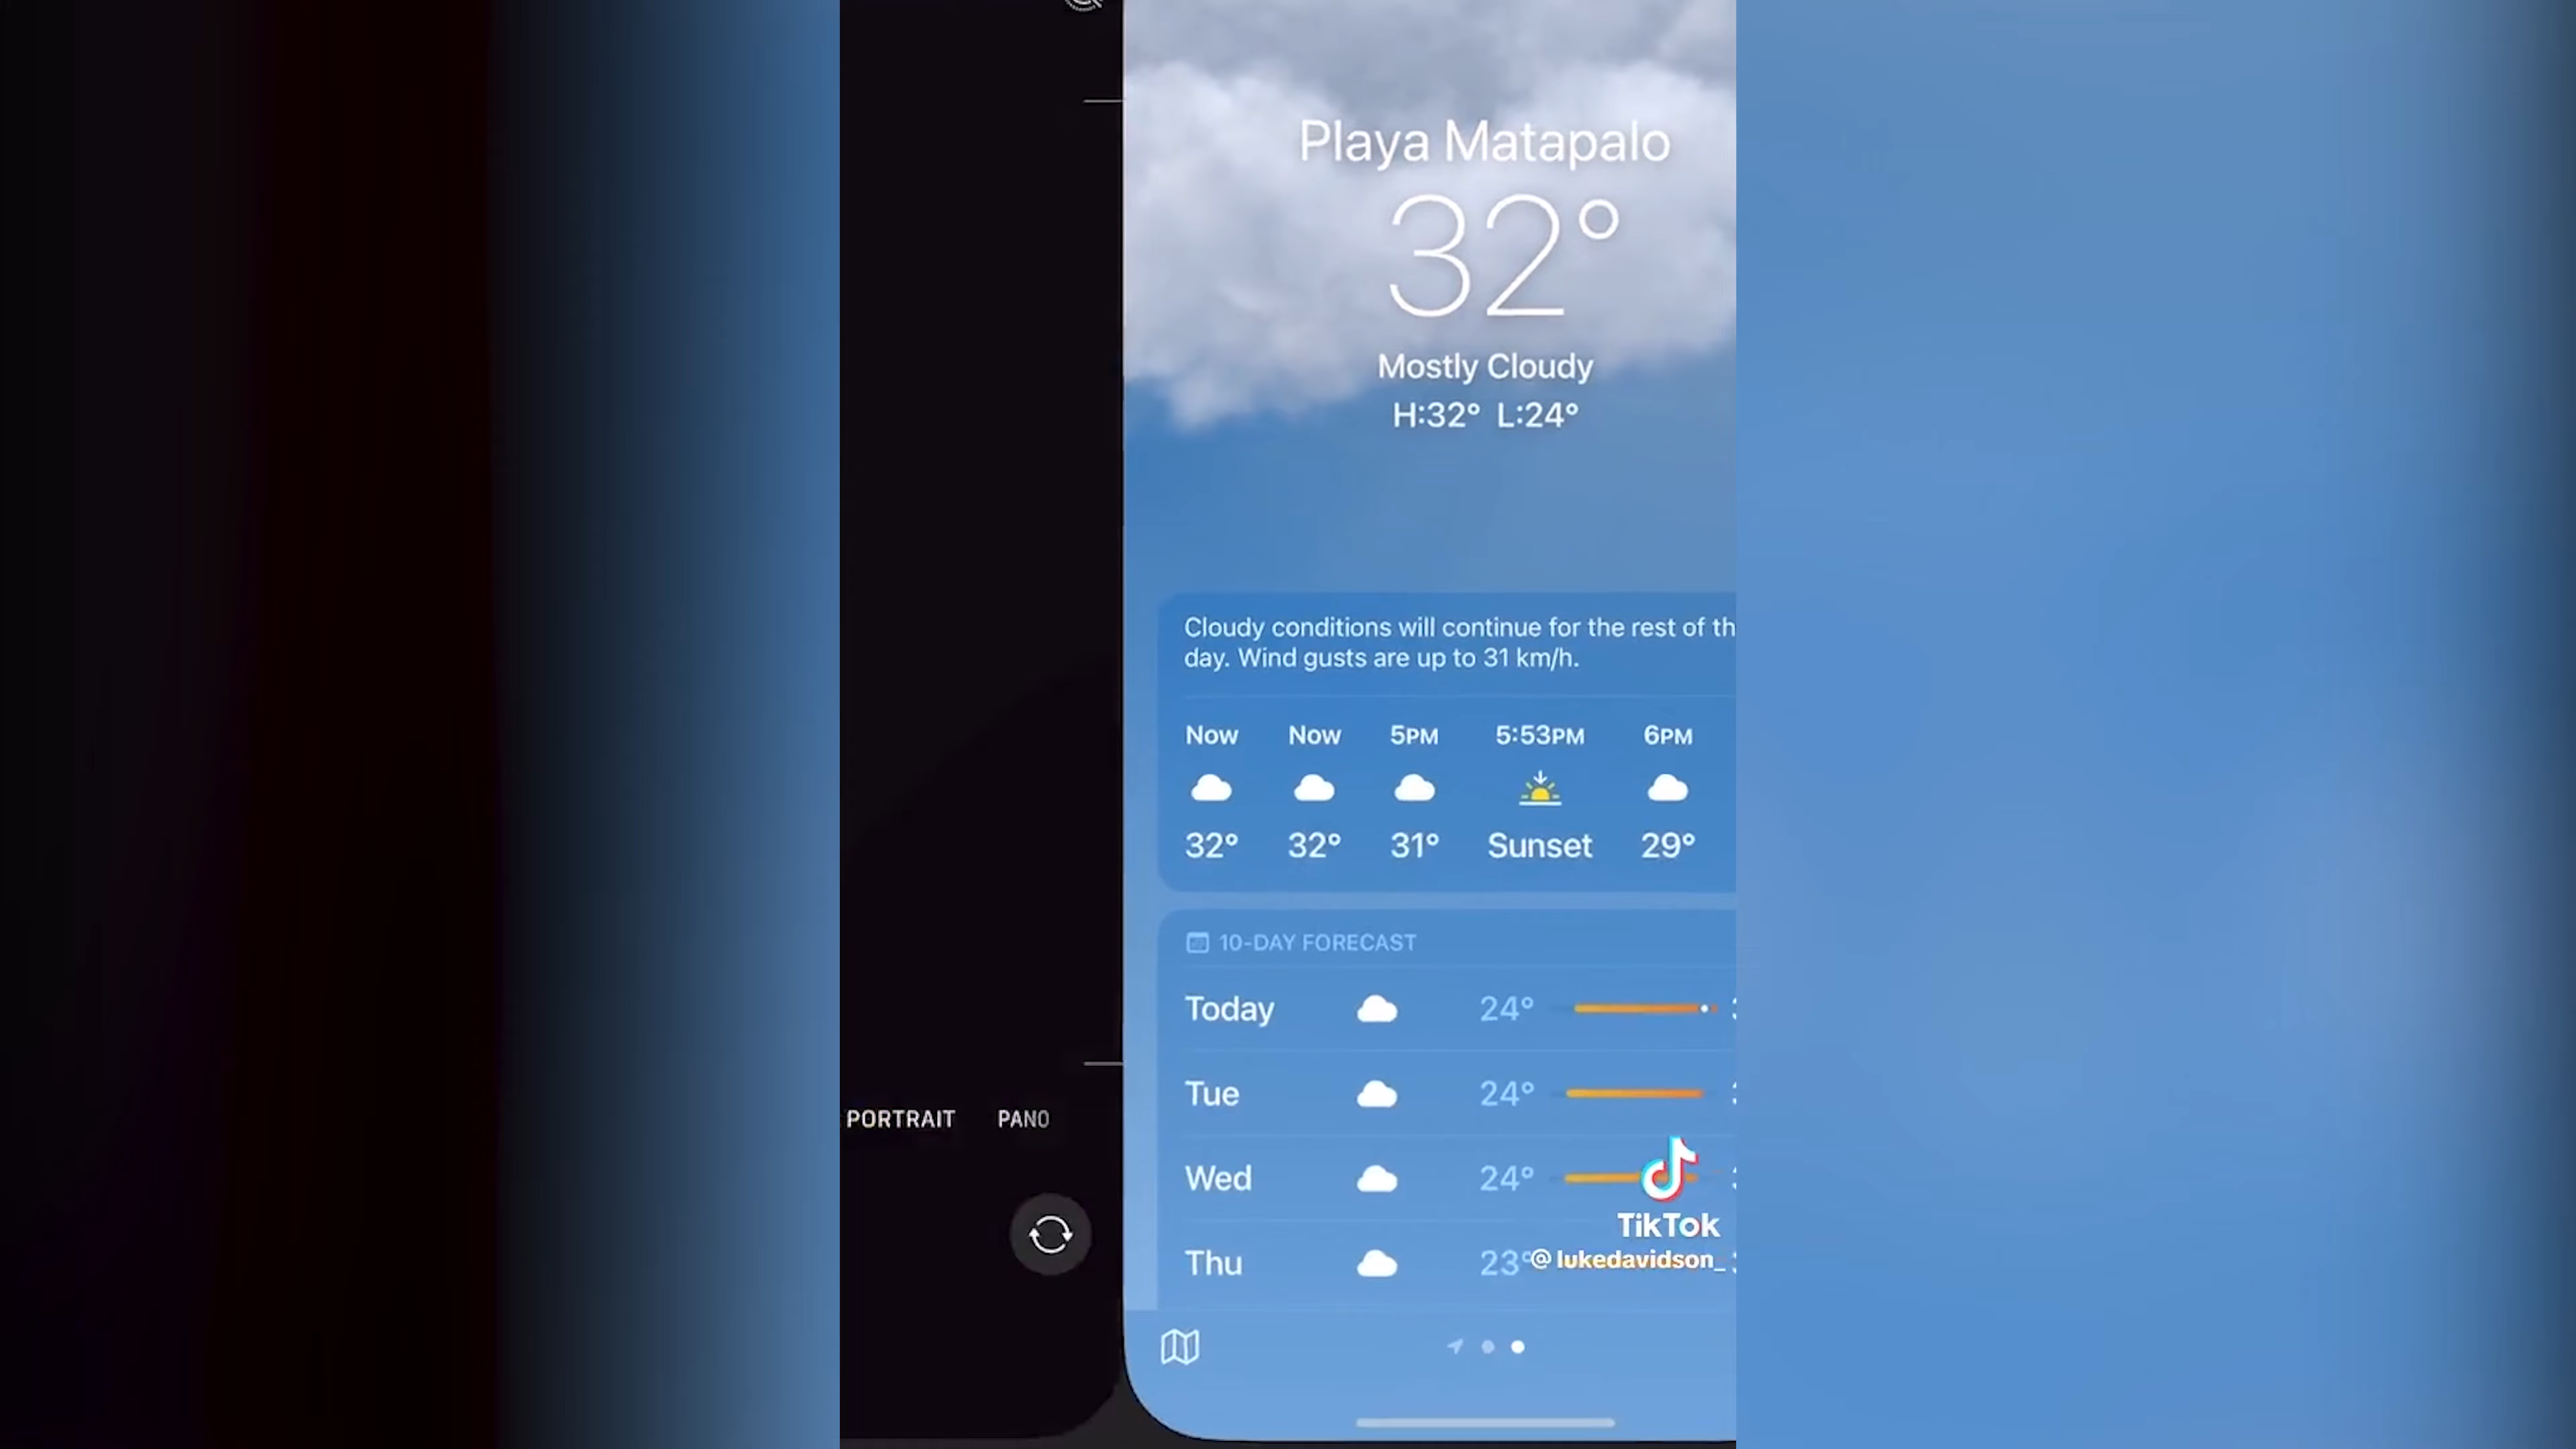 Playa Matapalo
32°
Mostly Cloudy
H:32° L:24°
Cloudy conditions will continue for the rest of
day. Wind gusts are up to 31 km/h.
Now Now 5PM 5:53PM 6PM
32° 32° 31° Sunset 29°
10-DAY FORECAST
Today 24°
Tue 24°
Wed 24°
Thu 23°
PORTRAIT PANO
TikTok
@lukedavidson_